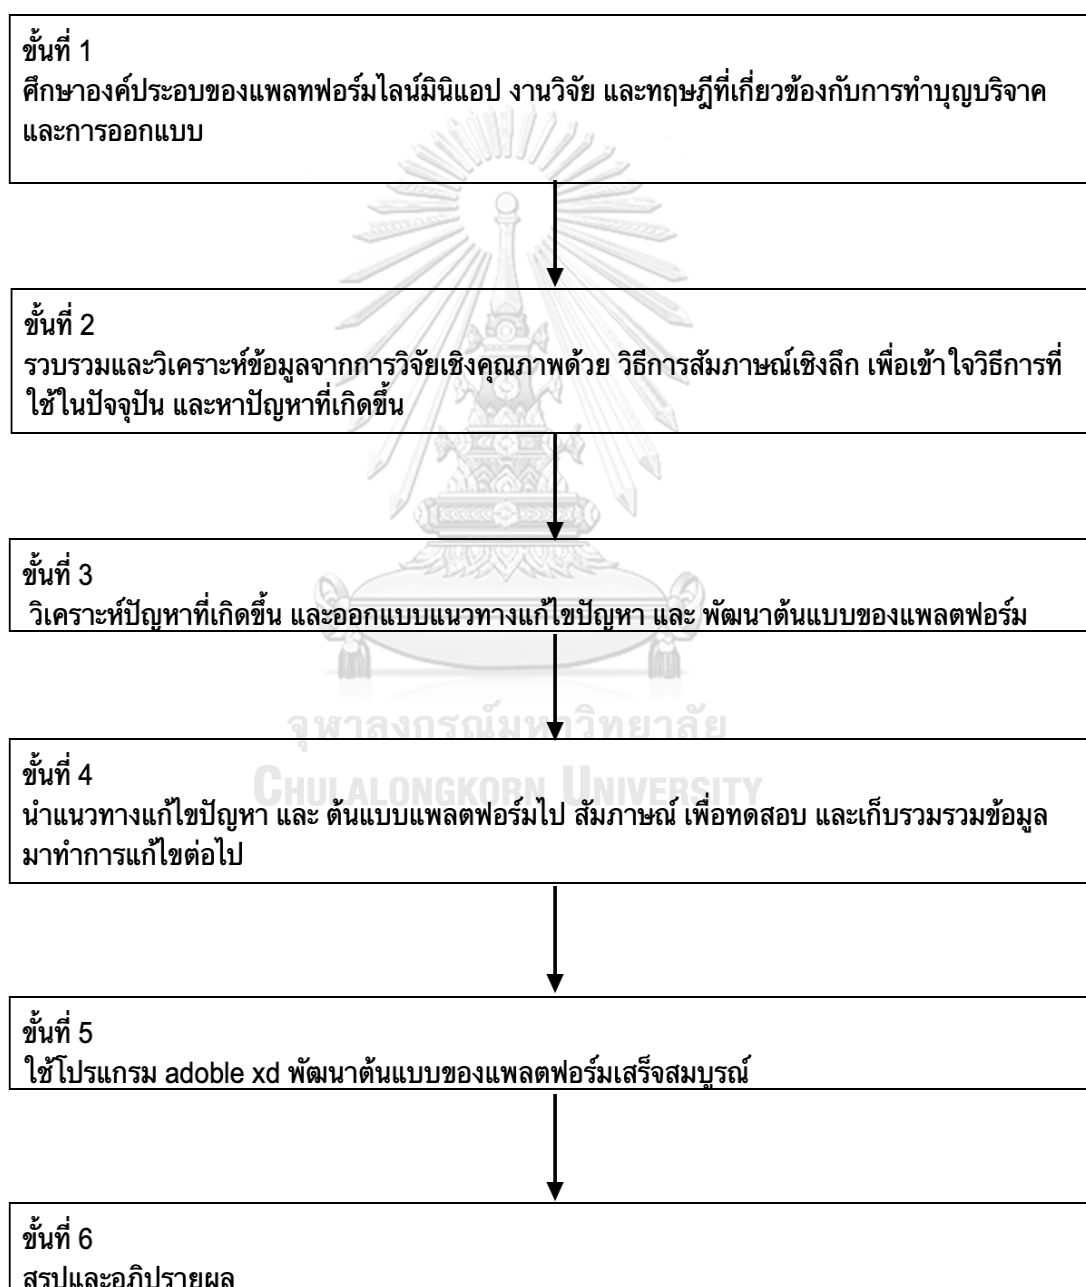 ขั้นที่ 1
ศึกษาองค์ประอบของแพลทฟอร์มไลน์มินิแอป งานวิจัย และทฤษฎีที่เกี่ยวข้องกับการทำบุญบริจาค
และการออกแบบ
ขั้นที่ 2
รวบรวมและวิเคราะห์ข้อมูลจากการวิจัยเชิงคุณภาพด้วย วิธีการสัมภาษณ์เชิงลึก เพื่อเข้าใจวิธีการที่
ใช้ในปัจจุปัน และหาปัญหาที่เกิดขึ้น
ขั้นที่ 3
วิเคราะห์ปัญหาที่เกิดขึ้น และออกแบบแนวทางแก้ไขปัญหา และ พัฒนาต้นแบบของแพลตฟอร์ม
จุฬาลงกรณ์มหาวิทยาลัย
CHULALONGKORN UNIVERSITY
ขั้นที่ 4
นำแนวทางแก้ไขปัญหา และ ต้นแบบแพลตฟอร์มไป สัมภาษณ์ เพื่อทดสอบ และเก็บรวมรวมข้อมูล
มาทำการแก้ไขต่อไป
ขั้นที่ 5
ใช้โปรแกรม adoble xd พัฒนาต้นแบบของแพลตฟอร์มเสร็จสมบูรณ์
ขั้นที่ 6
สรุปและอภิปรายผล